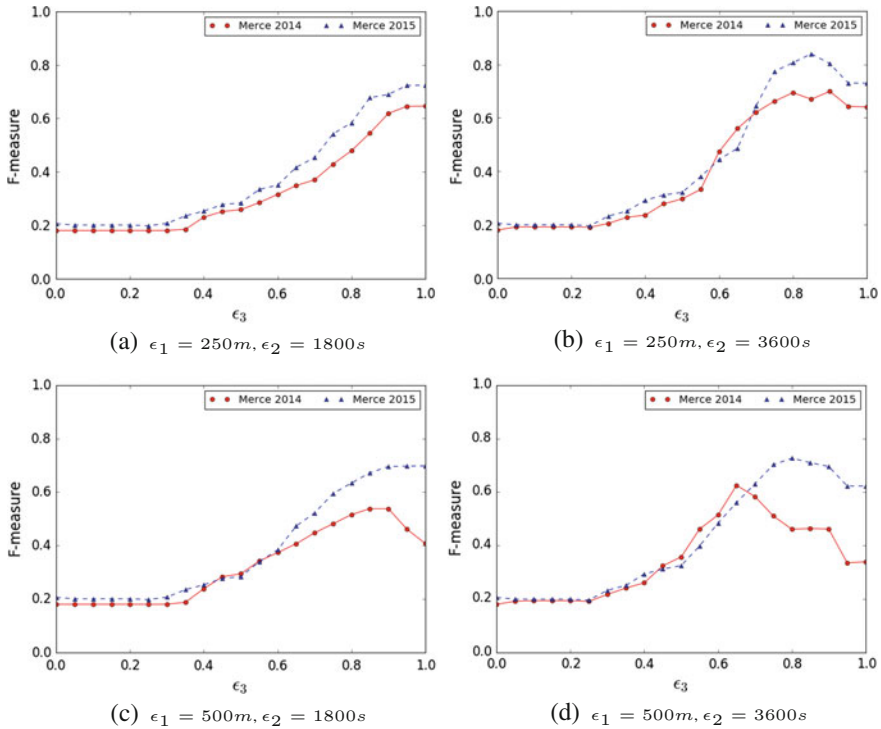 Merce 2014 Merce 2015
1.0
0.8
0.6
0.4
0.2
0.0
F-measure
0.0 0.2 0.4 0.6 0.8 1.0
ϵ3
(a) ϵ1 = 250m, ϵ2 = 1800s
Merce 2014 Merce 2015
1.0
0.8
0.6
0.4
0.2
0.0
F-measure
0.0 0.2 0.4 0.6 0.8 1.0
ϵ3
(b) ϵ1 = 250m, ϵ2 = 3600s
Merce 2014 Merce 2015
1.0
0.8
0.6
0.4
0.2
0.0
F-measure
0.0 0.2 0.4 0.6 0.8 1.0
ϵ3
(c) ϵ1 = 500m, ϵ2 = 1800s
Merce 2014 Merce 2015
1.0
0.8
0.6
0.4
0.2
0.0
F-measure
0.0 0.2 0.4 0.6 0.8 1.0
ϵ3
(d) ϵ1 = 500m, ϵ2 = 3600s